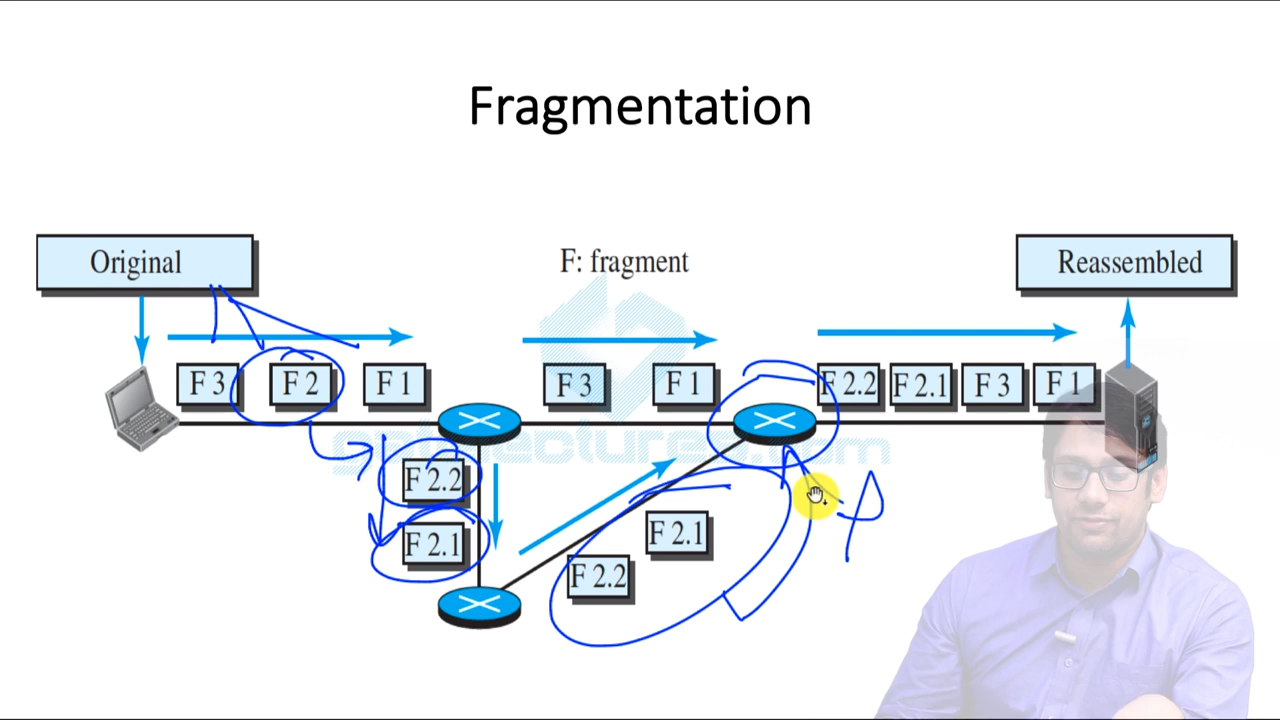 Fragmentation
Original
F: fragment
Reassembled
F 3
F 2
F 1
F 3
F 1
F 2.2
F 2.1
F 3
F 1
F 2.2
F 2.1
F 2.1
F 2.2